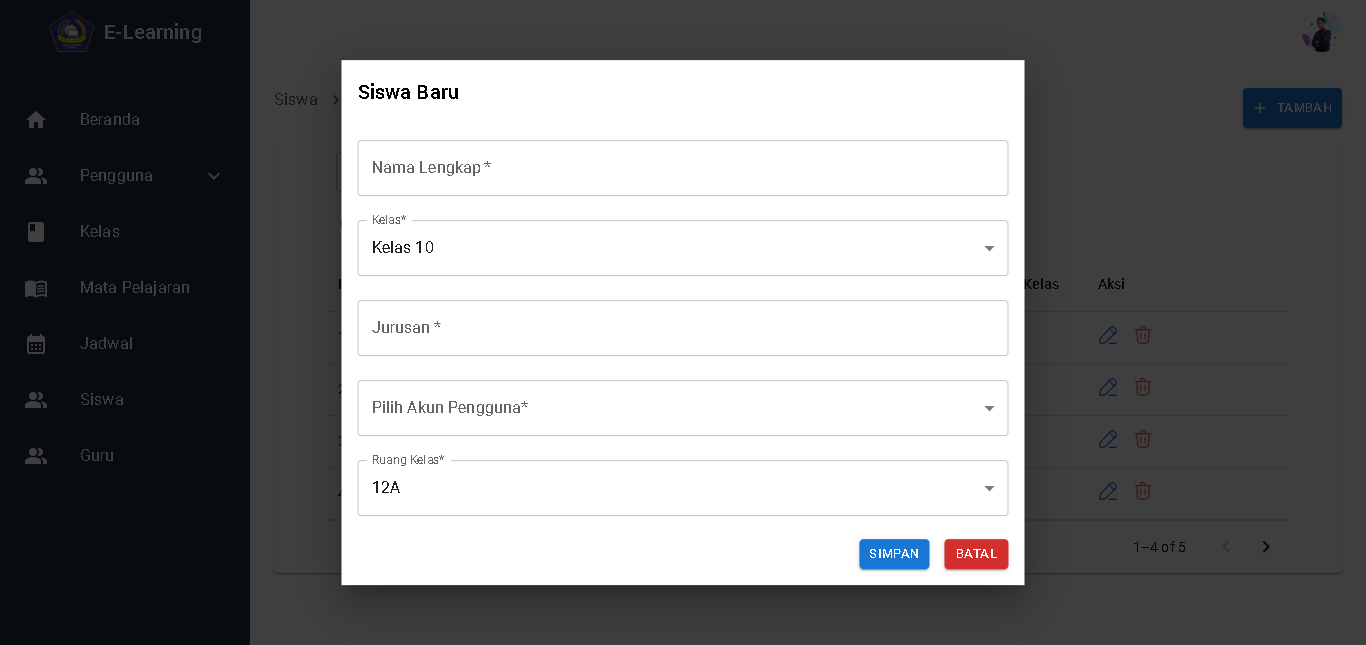 E-Learning
Beranda
Pengguna
Kelas
Mata Pelajaran
Jadwal
Siswa
Guru
Siswa >
+ TAMBAH
Siswa Baru
Nama Lengkap *
Kelas*
Kelas 10
Jurusan *
Pilih Akun Pengguna*
Ruang Kelas*
12A
SIMPAN
BATAL
Kelas Aksi
1–4 of 5